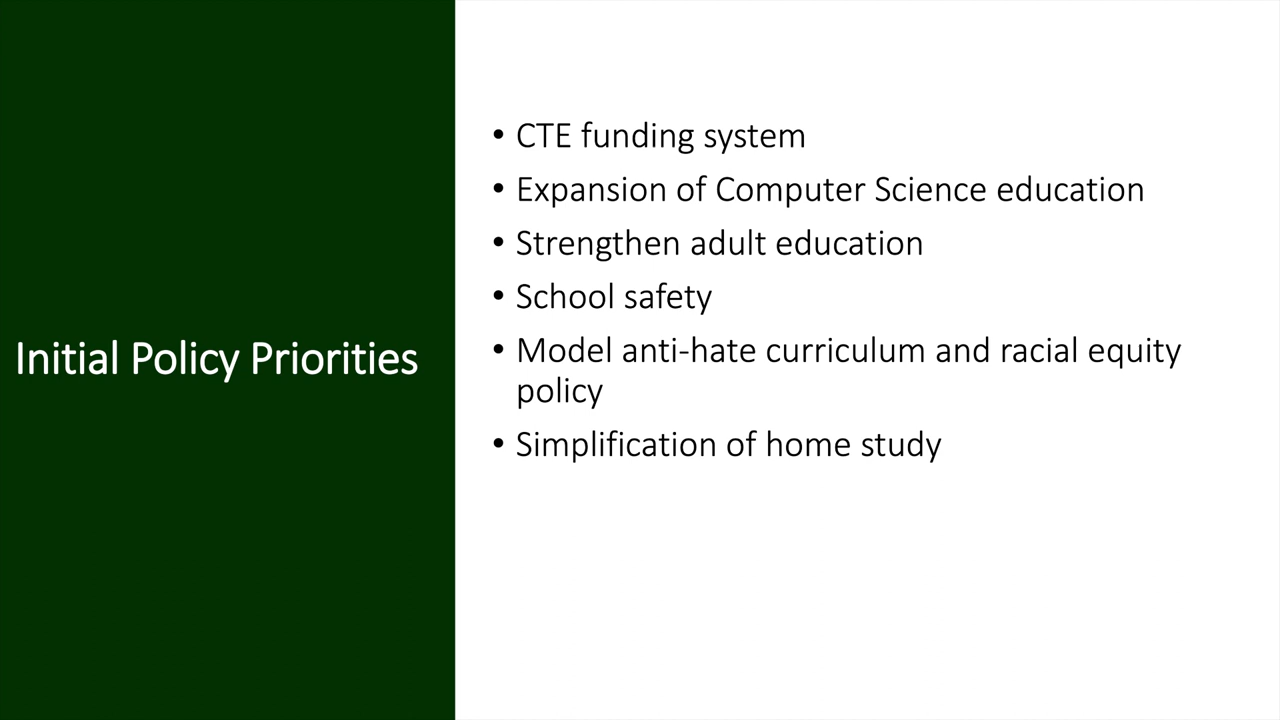 Initial Policy Priorities
• CTE funding system
• Expansion of Computer Science education
• Strengthen adult education
• School safety
• Model anti-hate curriculum and racial equity
policy
• Simplification of home study